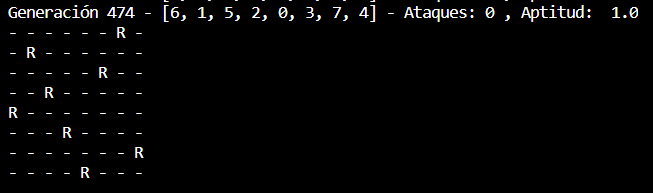 Generación 474 - [6, 1, 5, 2, 0, 3, 7, 4] - Ataques: 0 , Aptitud:  1.0
- - - - - - R -
- R - - - - - -
- - - - - R - -
- - R - - - - -
R - - - - - - -
- - - R - - - -
- - - - - - - R
- - - - R - - -